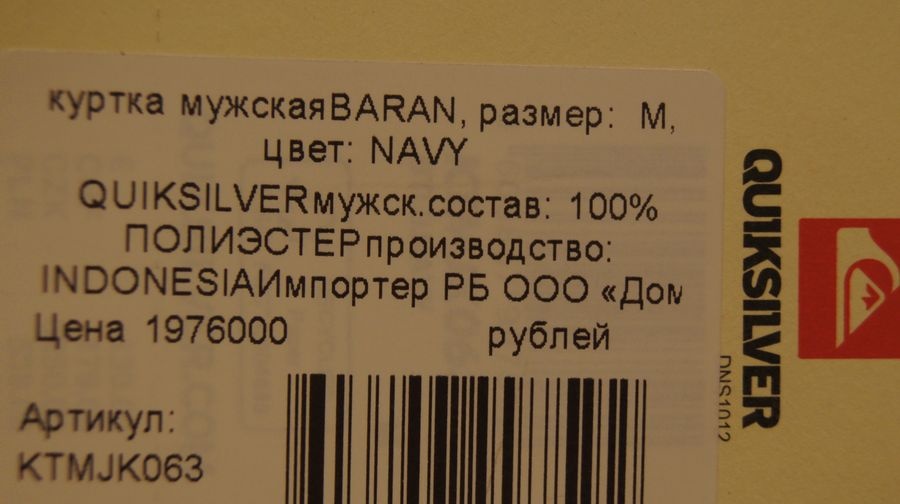 куртка мужскаяBARAN, размер: M,
цвет: NAVY
QUIKSILVERмужск.состав: 100%
ПОЛИЭСТЕРпроизводство:
INDONESIAИмпортер РБ ООО «Дом
Цена 1976000 рублей
Артикул:
KTMJK063
QUIKSILVER
DNS1012